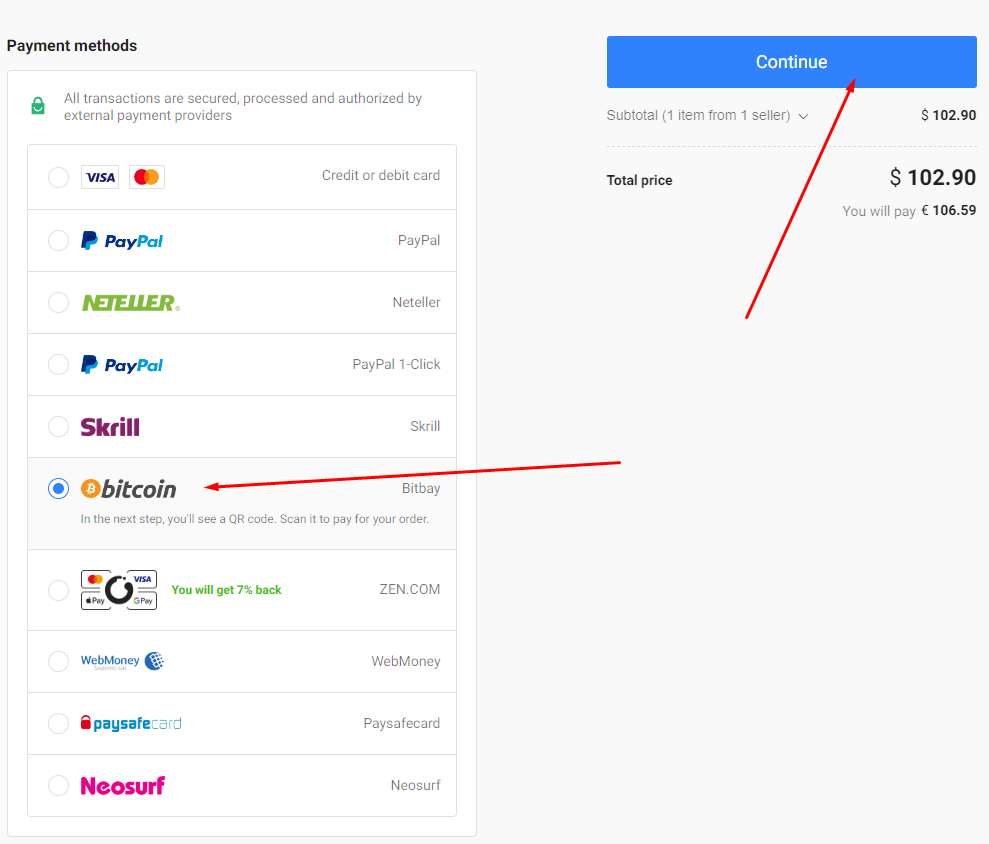 Payment methods
All transactions are secured, processed and authorized by
external payment providers
VISA Credit or debit card
PayPal PayPal
NETELLER® Neteller
PayPal PayPal 1-Click
Skrill Skrill
bitcoin Bitbay
In the next step, you'll see a QR code. Scan it to pay for your order.
VISA
Pay G Pay
You will get 7% back ZEN.COM
WebMoney WebMoney
paysafecard Paysafecard
Neosurf Neosurf
Continue
Subtotal (1 item from 1 seller) $ 102.90
Total price $ 102.90
You will pay € 106.59